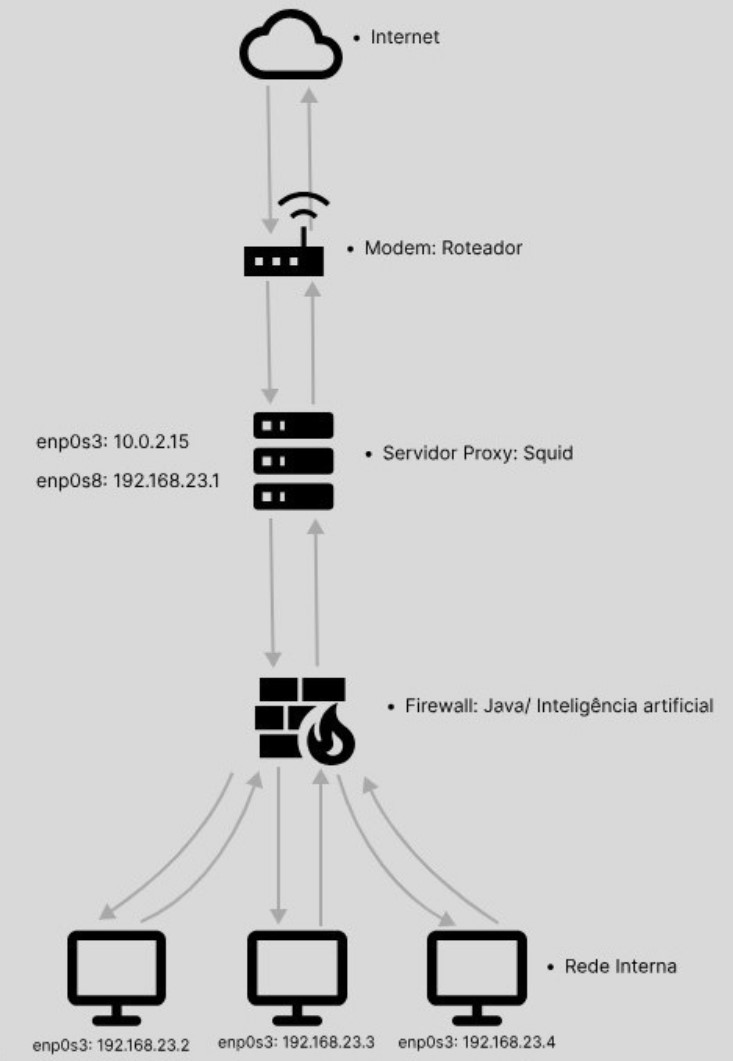 • Internet
• Modem: Roteador
enp0s3: 10.0.2.15
enp0s8: 192.168.23.1
• Servidor Proxy: Squid
• Firewall: Java/ Inteligência artificial
• Rede Interna
enp0s3: 192.168.23.2
enp0s3: 192.168.23.3
enp0s3: 192.168.23.4